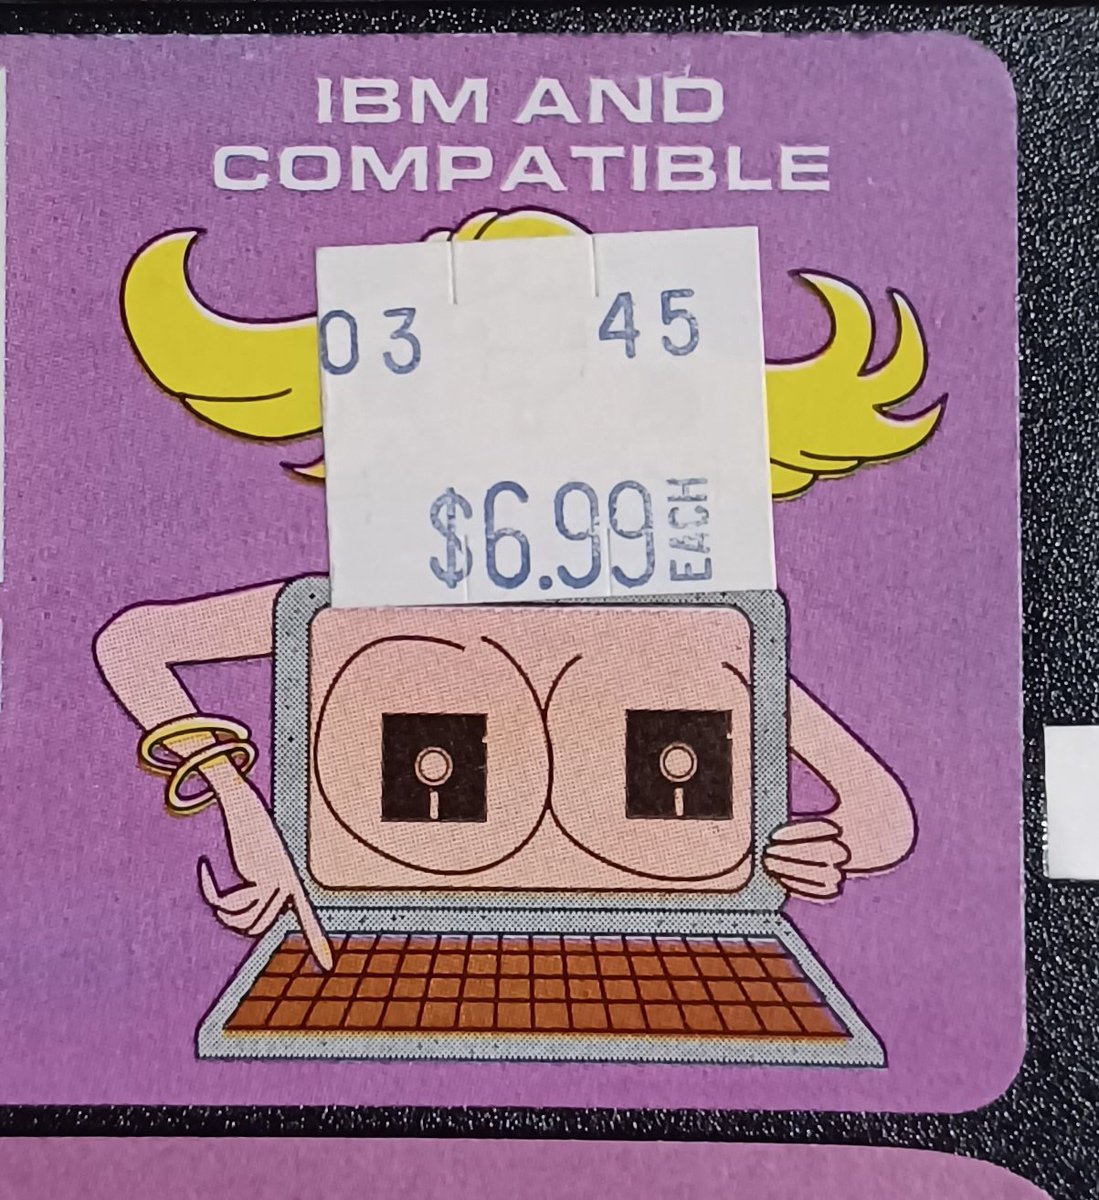 IBM AND
COMPATIBLE
03 45
$6.99 EACH